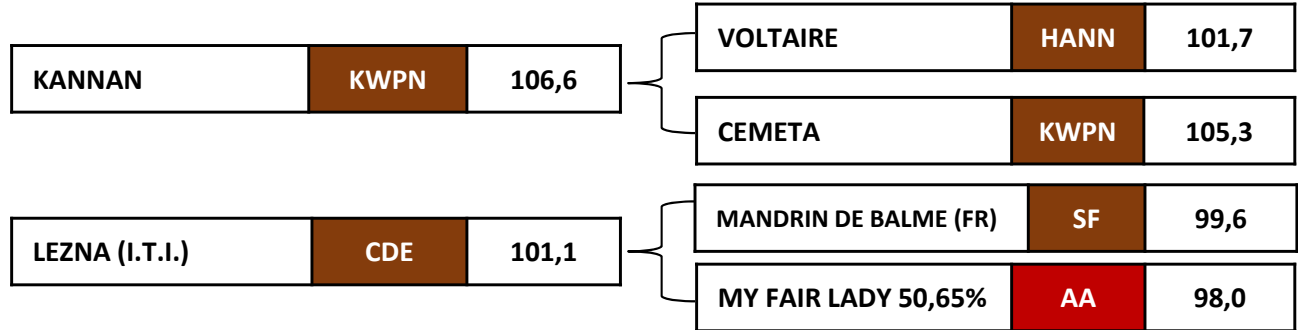 VOLTAIRE HANN 101,7
KANNAN KWPN 106,6
CEMETA KWPN 105,3
MANDRIN DE BALME (FR) SF 99,6
LEZNA (I.T.I.) CDE 101,1
MY FAIR LADY 50,65% AA 98,0